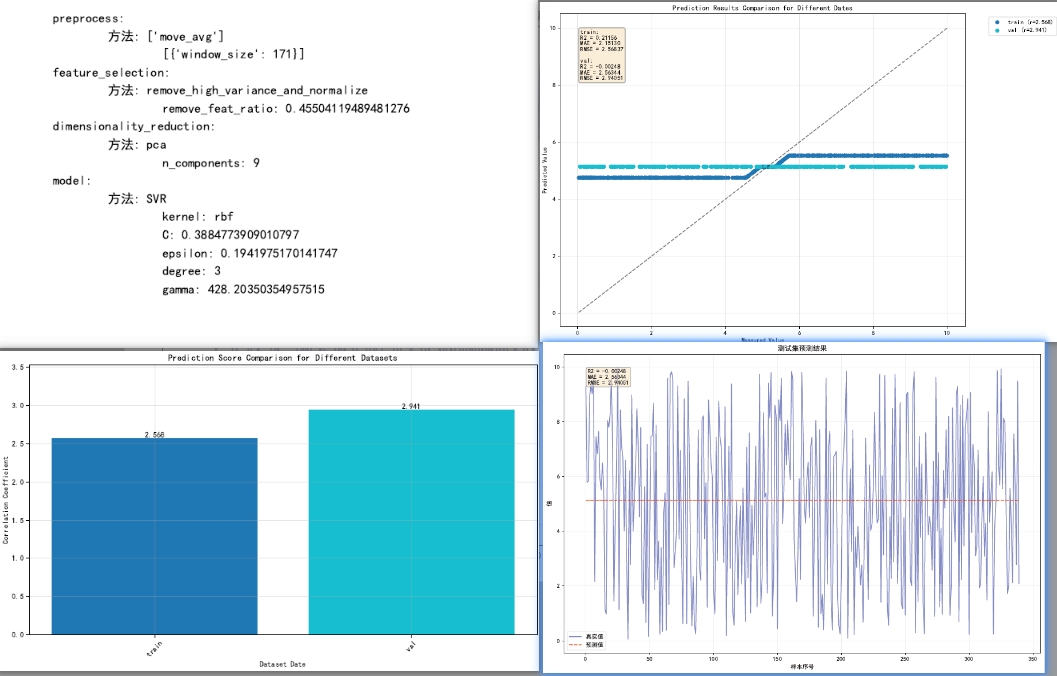 preprocess:
方法: ['move_avg']
[{'window_size': 171}]
feature_selection:
方法: remove_high_variance_and_normalize
remove_feat_ratio: 0.45504119489481276
dimensionality_reduction:
方法: pca
n_components: 9
model:
方法: SVR
kernel: rbf
C: 0.3884773909010797
epsilon: 0.1941975170141747
degree: 3
gamma: 428.20350354957515
Prediction Results Comparison for Different Dates
train (r=2.568)
val (r=2.941)
train:
R2 = 0.21156
MAE = 2.15130
RMSE = 2.56837
val:
R2 = -0.00248
MAE = 2.56344
RMSE = 2.94051
Predicted Value
10
8
6
4
2
0
0 2 4 6 8 10
Measured Value
Prediction Score Comparison for Different Datasets
Correlation Coefficient
3.5
3.0
2.5
2.0
1.5
1.0
0.5
0.0
2.568
2.941
train
val
Dataset Date
测试集预测结果
R2 = -0.00248
MAE = 2.56344
RMSE = 2.94051
值
10
8
6
4
2
0
真实值
预测值
0 50 100 150 200 250 300 350
样本序号